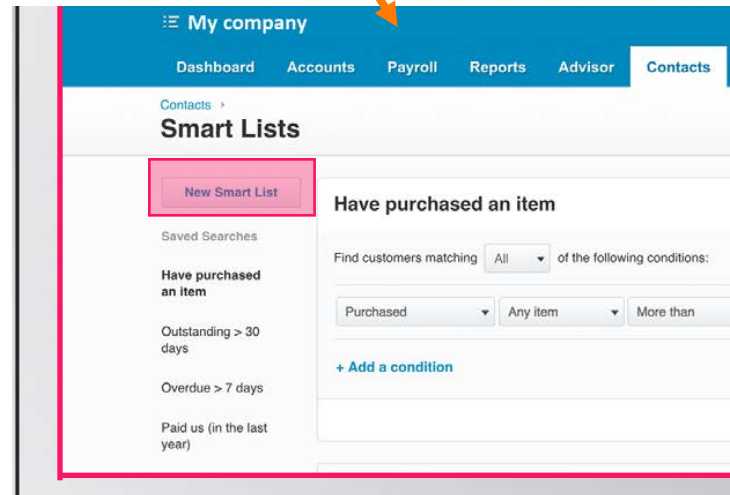 My company
Dashboard Accounts Payroll Reports Advisor Contacts
Contacts ›
Smart Lists
New Smart List
Have purchased an item
Saved Searches
Find customers matching All of the following conditions:
Have purchased
an item
Purchased Any item More than
Outstanding > 30
days
+ Add a condition
Overdue > 7 days
Paid us (in the last
year)